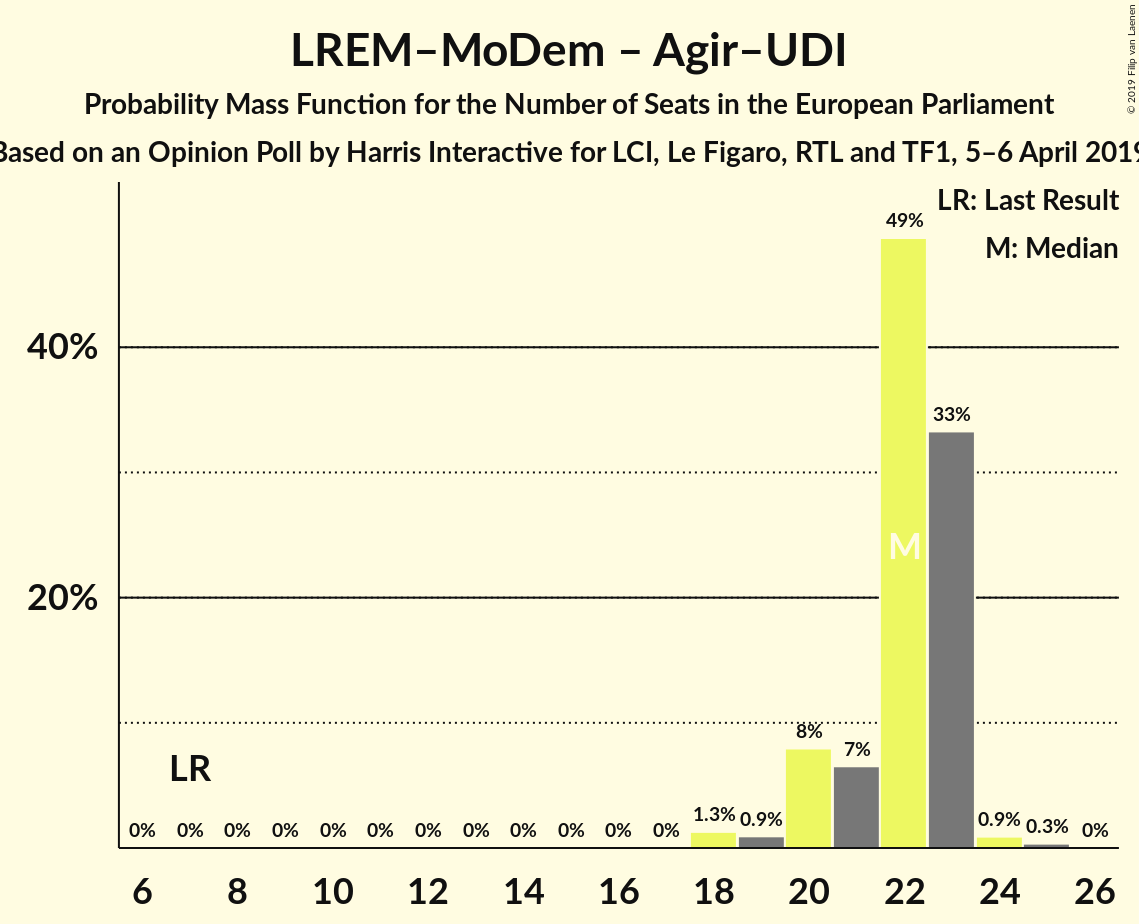 LREM–MoDem – Agir–UDI
Probability Mass Function for the Number of Seats in the European Parliament
Based on an Opinion Poll by Harris Interactive for LCI, Le Figaro, RTL and TF1, 5–6 April 2019
© 2019 Filip van Laenen
LR: Last Result
M: Median
49%
40%
33%
M
20%
8%
7%
LR
0% 0% 0% 0% 0% 0% 0% 0% 0% 0% 0% 0% 1.3% 0.9% 0.9% 0.3% 0%
6 8 10 12 14 16 18 20 22 24 26